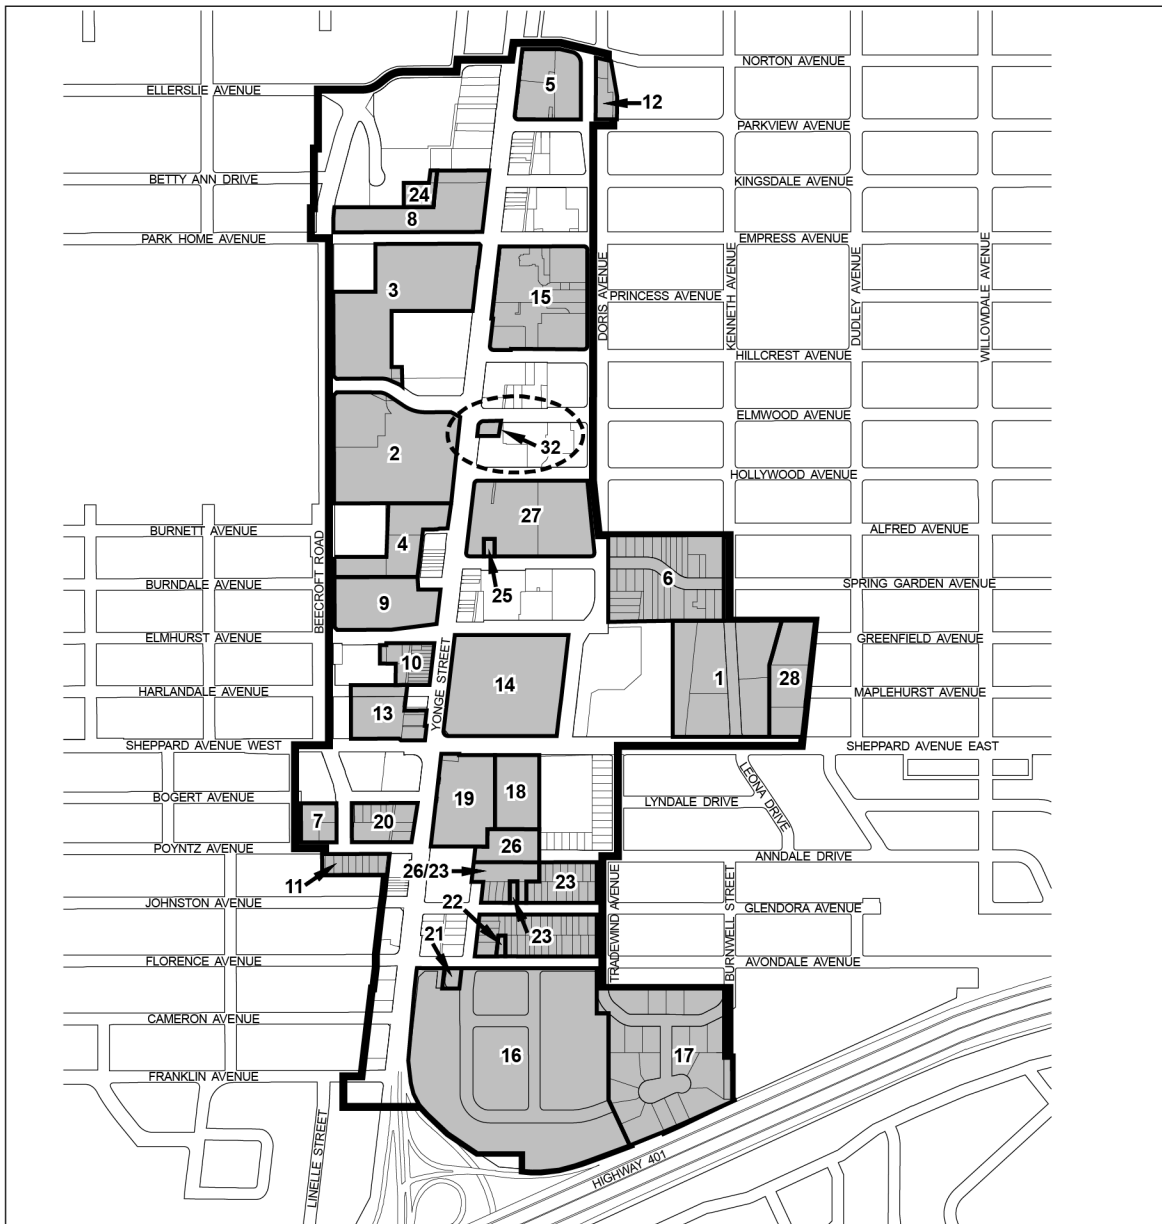 NORTON AVENUE
5
ELLERSLIE AVENUE
12
PARKVIEW AVENUE
BETTY ANN DRIVE
KINGSDALE AVENUE
24
8
PARK HOME AVENUE
EMPRESS AVENUE
3
15
DORIS AVENUE
PRINCESS AVENUE
KENNETH AVENUE
DUDLEY AVENUE
WILLOWDALE AVENUE
HILLCREST AVENUE
ELMWOOD AVENUE
2
32
HOLLYWOOD AVENUE
27
BURNETT AVENUE
ALFRED AVENUE
4
BEECROFT ROAD
6
BURNDALE AVENUE
SPRING GARDEN AVENUE
25
9
ELMHURST AVENUE
GREENFIELD AVENUE
10
YONGE STREET
14
1
28
HARLANDALE AVENUE
MAPLEHURST AVENUE
13
SHEPPARD AVENUE WEST
SHEPPARD AVENUE EAST
LEONA DRIVE
BOGERT AVENUE
19
18
LYNDALE DRIVE
7
20
POYNTZ AVENUE
26
ANNDALE DRIVE
11
26/23
23
TRADEWIND AVENUE
BURNWELL STREET
JOHNSTON AVENUE
22
GLENDORA AVENUE
21
23
FLORENCE AVENUE
AVONDALE AVENUE
CAMERON AVENUE
16
17
FRANKLIN AVENUE
LINELLE STREET
HIGHWAY 401